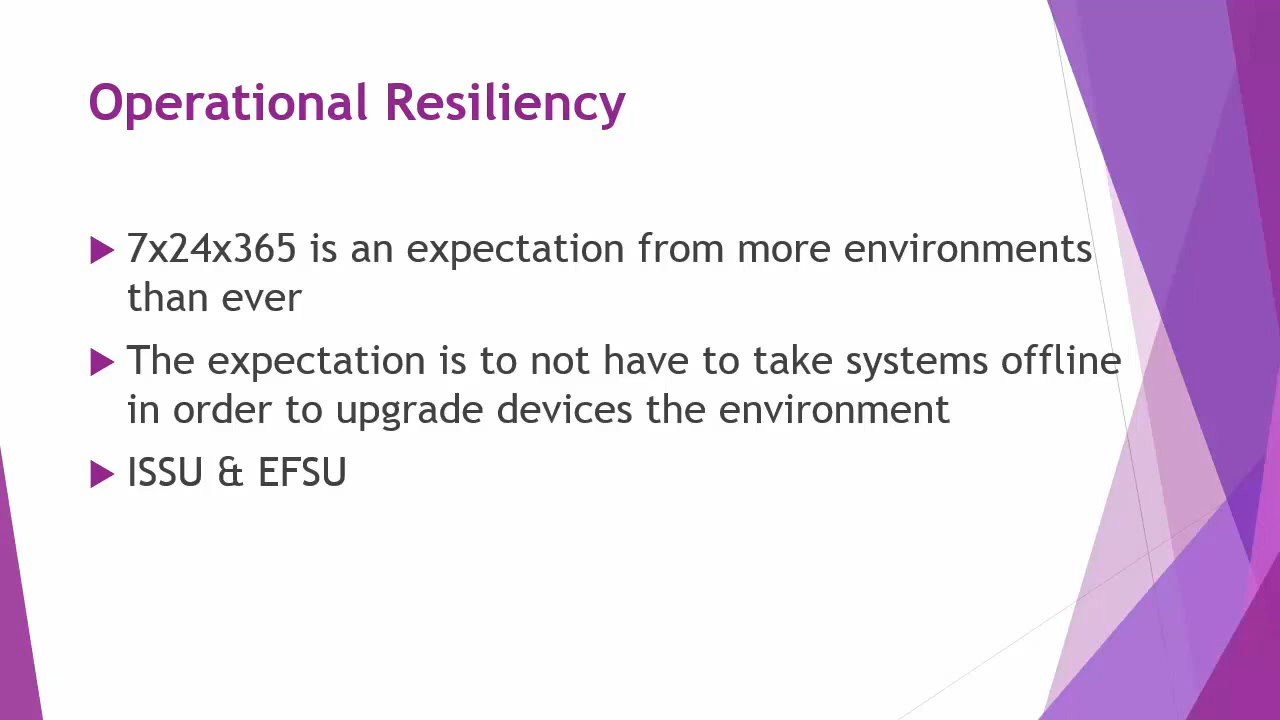 Operational Resiliency
7x24x365 is an expectation from more environments
than ever
The expectation is to not have to take systems offline
in order to upgrade devices the environment
ISSU & EFSU